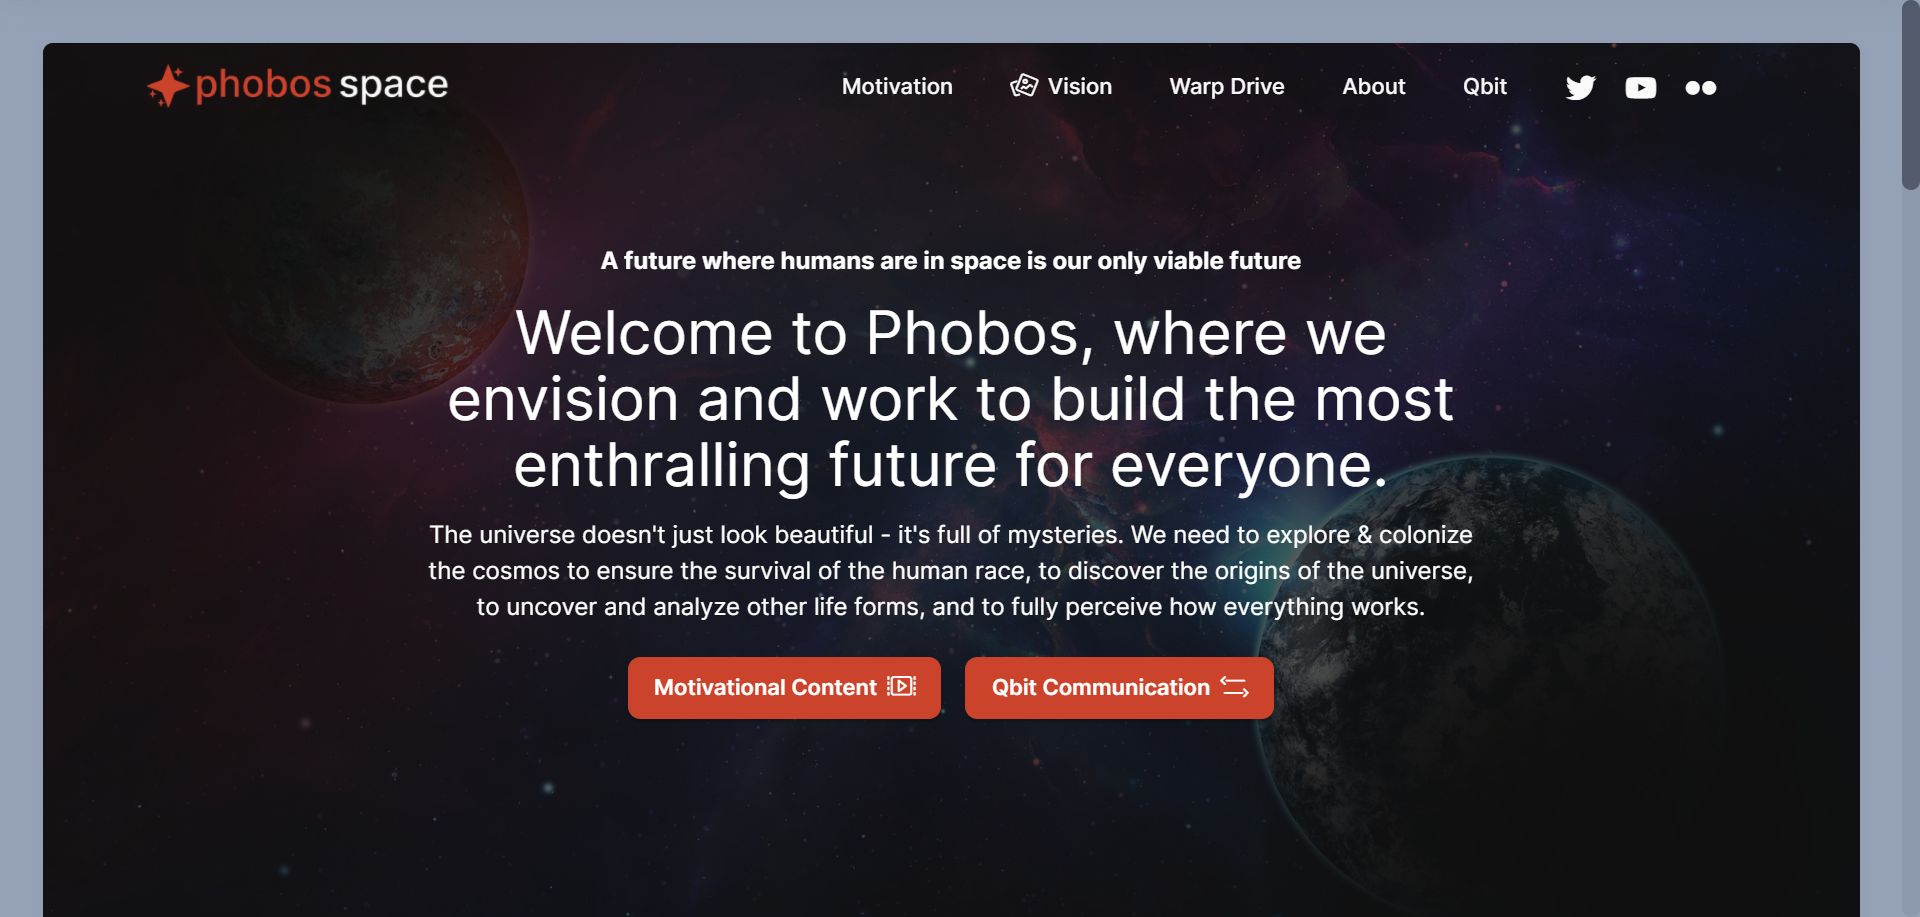 phobos space
Motivation
Vision
Warp Drive
About
Qbit
A future where humans are in space is our only viable future
Welcome to Phobos, where we
envision and work to build the most
enthralling future for everyone.
The universe doesn't just look beautiful - it's full of mysteries. We need to explore & colonize
the cosmos to ensure the survival of the human race, to discover the origins of the universe,
to uncover and analyze other life forms, and to fully perceive how everything works.
Motivational Content
Qbit Communication